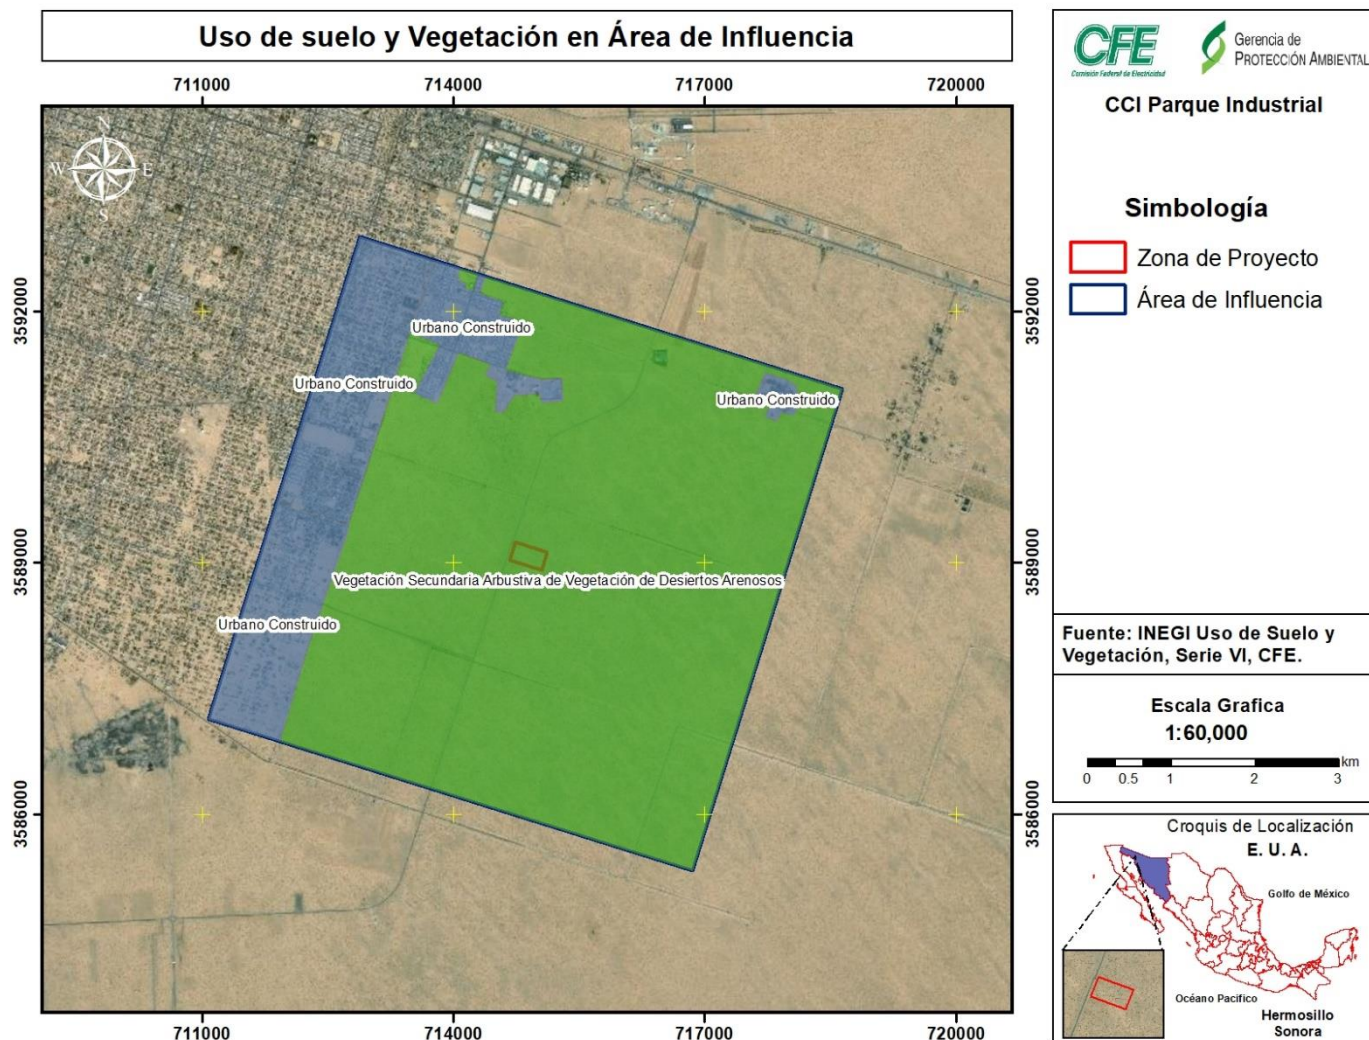 Uso de suelo y Vegetación en Área de Influencia
711000
714000
717000
720000
N
W
E
S
3592000
3589000
3586000
Urbano Construido
Urbano Construido
Urbano Construido
Vegetación Secundaria Arbustiva de Vegetación de Desiertos Arenosos
Urbano Construido
3592000
3589000
3586000
711000
714000
717000
720000
CFE
Comisión Federal de Electricidad
Gerencia de
PROTECCIÓN AMBIENTAL
CCI Parque Industrial
Simbología
Zona de Proyecto
Área de Influencia
Fuente: INEGI Uso de Suelo y
Vegetación, Serie VI, CFE.
Escala Grafica
1:60,000
km
0 0.5 1 2 3
Croquis de Localización
E. U. A.
Golfo de México
Océano Pacifico
Hermosillo
Sonora